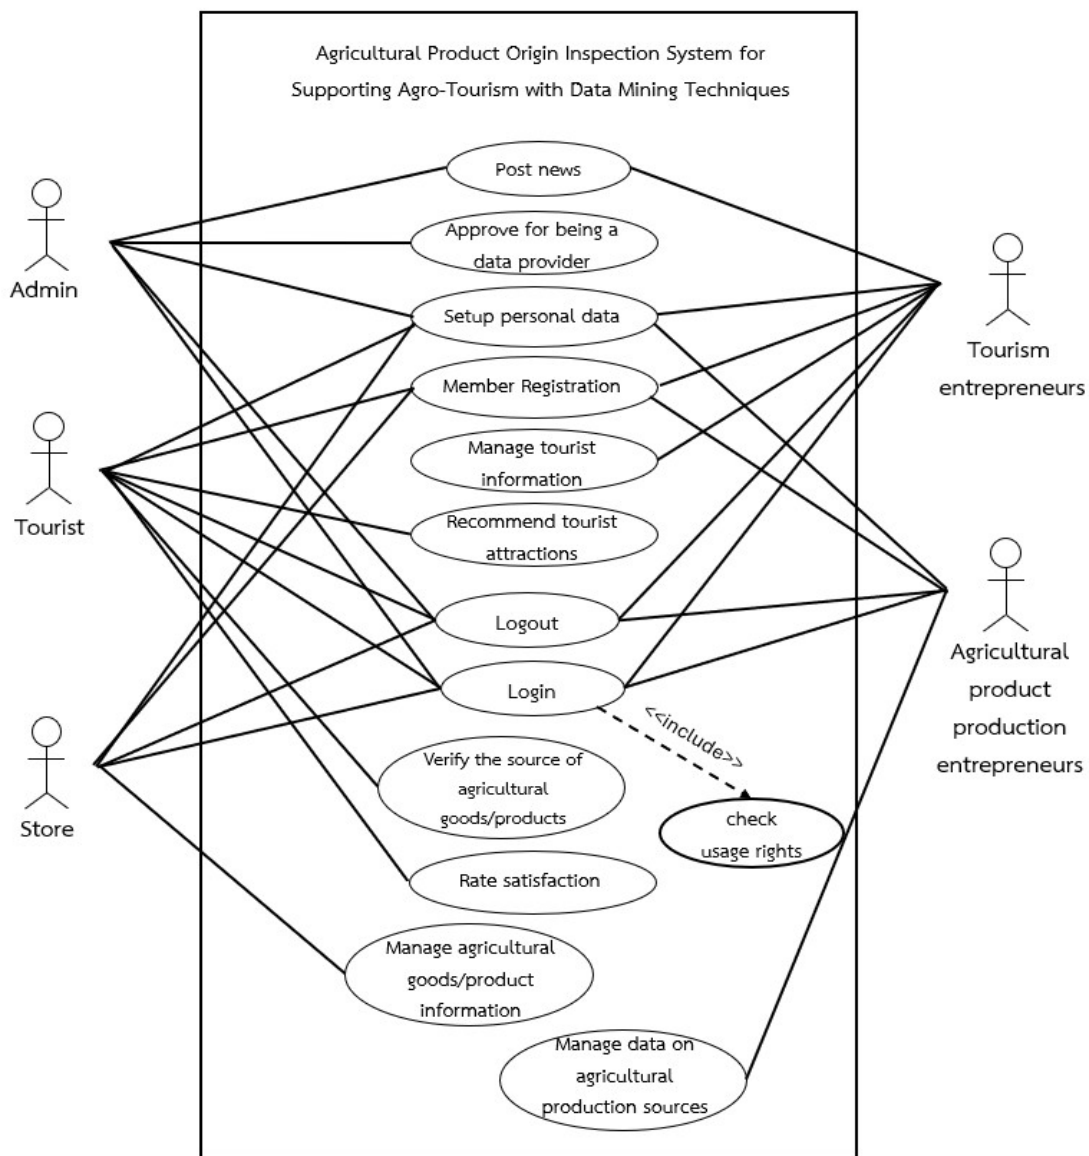 Agricultural Product Origin Inspection System for
Supporting Agro-Tourism with Data Mining Techniques
Post news
Approve for being a
data provider
Setup personal data
Member Registration
Manage tourist
information
Recommend tourist
attractions
Logout
Login
<<include>>
Verify the source of
agricultural
goods/products
check
usage rights
Rate satisfaction
Manage agricultural
goods/product
information
Manage data on
agricultural
production sources
Admin
Tourist
Store
Tourism
entrepreneurs
Agricultural
product
production
entrepreneurs